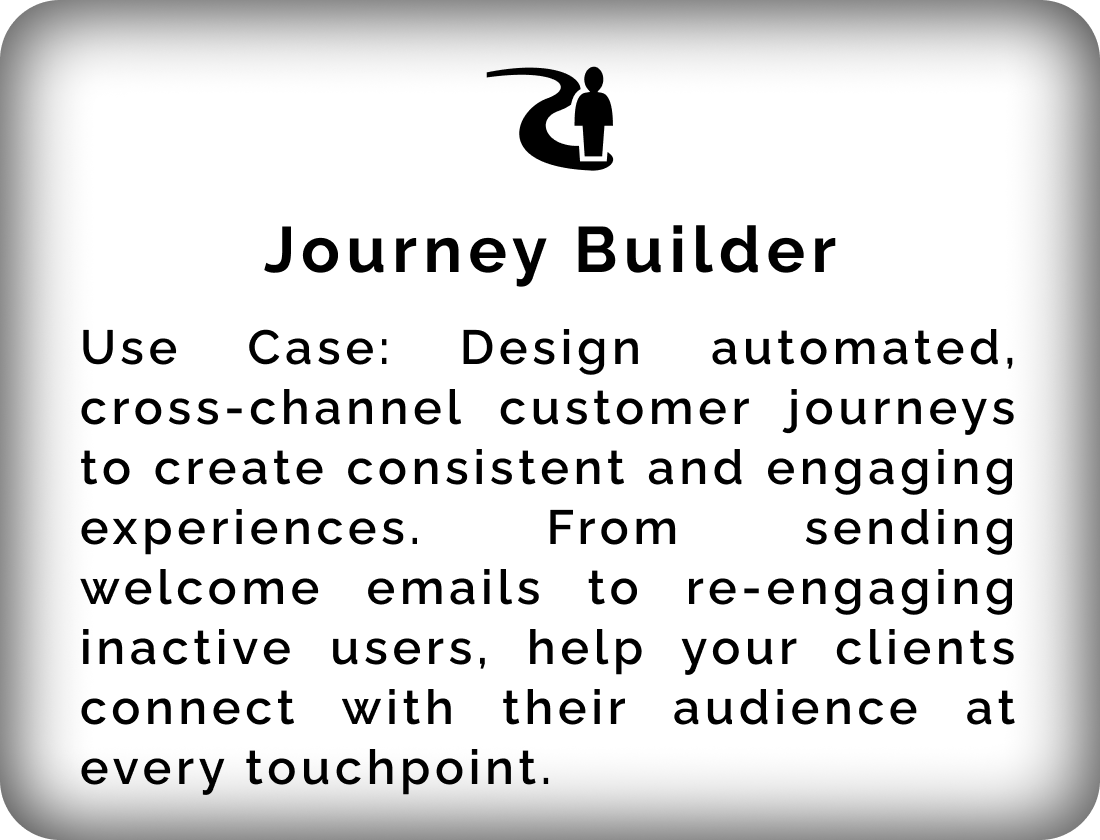 Journey Builder
Use Case: Design automated,
cross-channel customer journeys
to create consistent and engaging
experiences. From sending
welcome emails to re-engaging
inactive users, help your clients
connect with their audience at
every touchpoint.